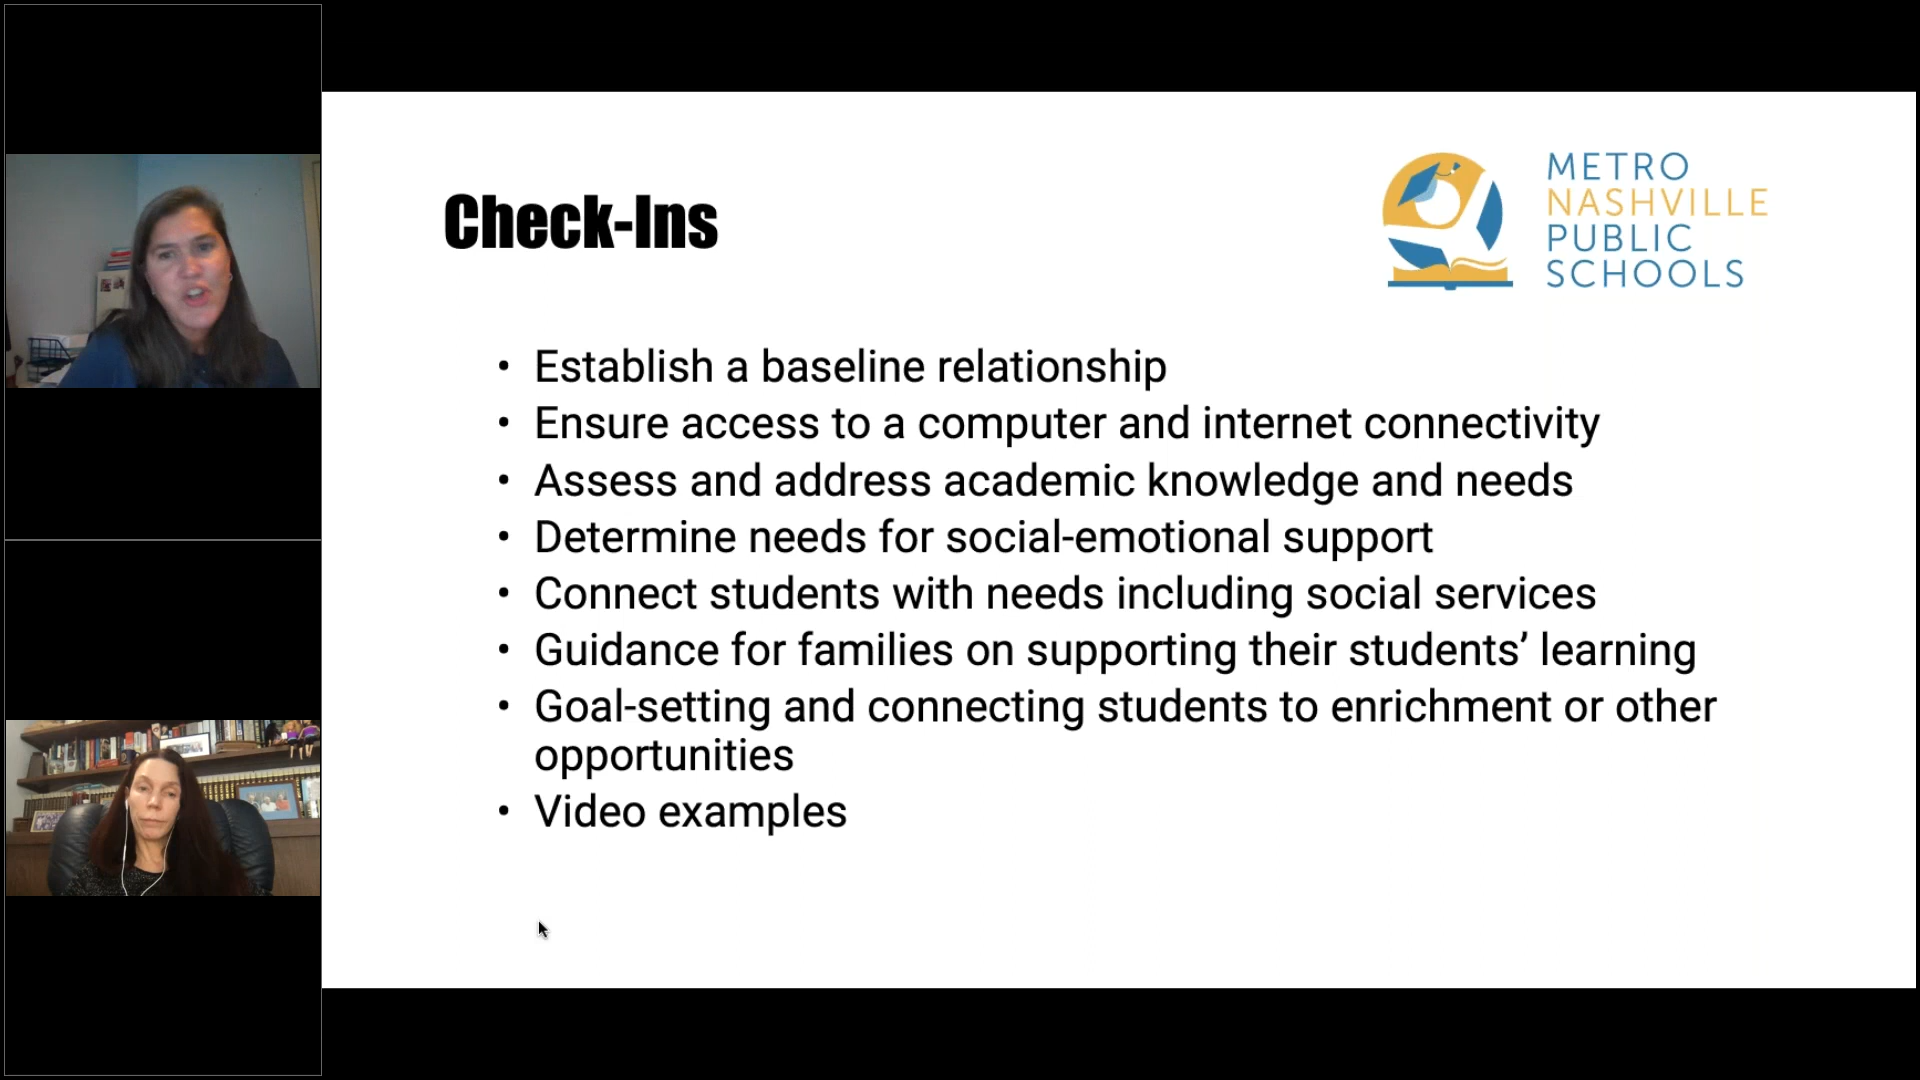 Check-Ins
METRO
NASHVILLE
PUBLIC
SCHOOLS
• Establish a baseline relationship
• Ensure access to a computer and internet connectivity
• Assess and address academic knowledge and needs
• Determine needs for social-emotional support
• Connect students with needs including social services
• Guidance for families on supporting their students’ learning
• Goal-setting and connecting students to enrichment or other
opportunities
• Video examples